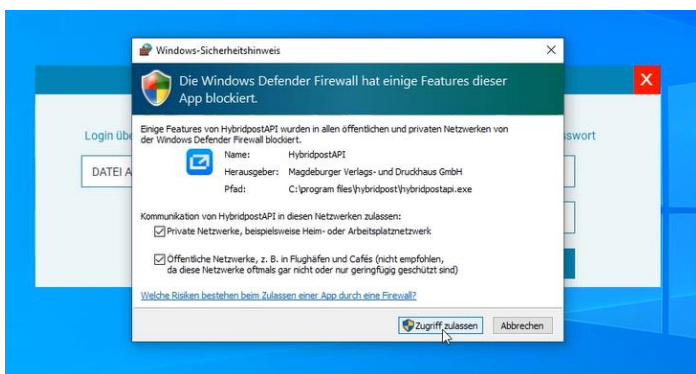 Windows-Sicherheitshinweis
Die Windows Defender Firewall hat einige Features dieser
App blockiert.
X
Einige Features von HybridpostAPI wurden in allen öffentlichen und privaten Netzwerken von
der Windows Defender Firewall blockiert.
Name: HybridpostAPI
Herausgeber: Magdeburger Verlags- und Druckhaus GmbH
Pfad: C:\program files\hybridpost\hybridpostapi.exe
Login übe
sswort
DATEI A
Kommunikation von HybridpostAPI in diesen Netzwerken zulassen:
Private Netzwerke, beispielsweise Heim- oder Arbeitsplatznetzwerk
Öffentliche Netzwerke, z. B. in Flughäfen und Cafés (nicht empfohlen,
da diese Netzwerke oftmals gar nicht oder nur geringfügig geschützt sind)
Welche Risiken bestehen beim Zulassen einer App durch eine Firewall?
Zugriff zulassen Abbrechen